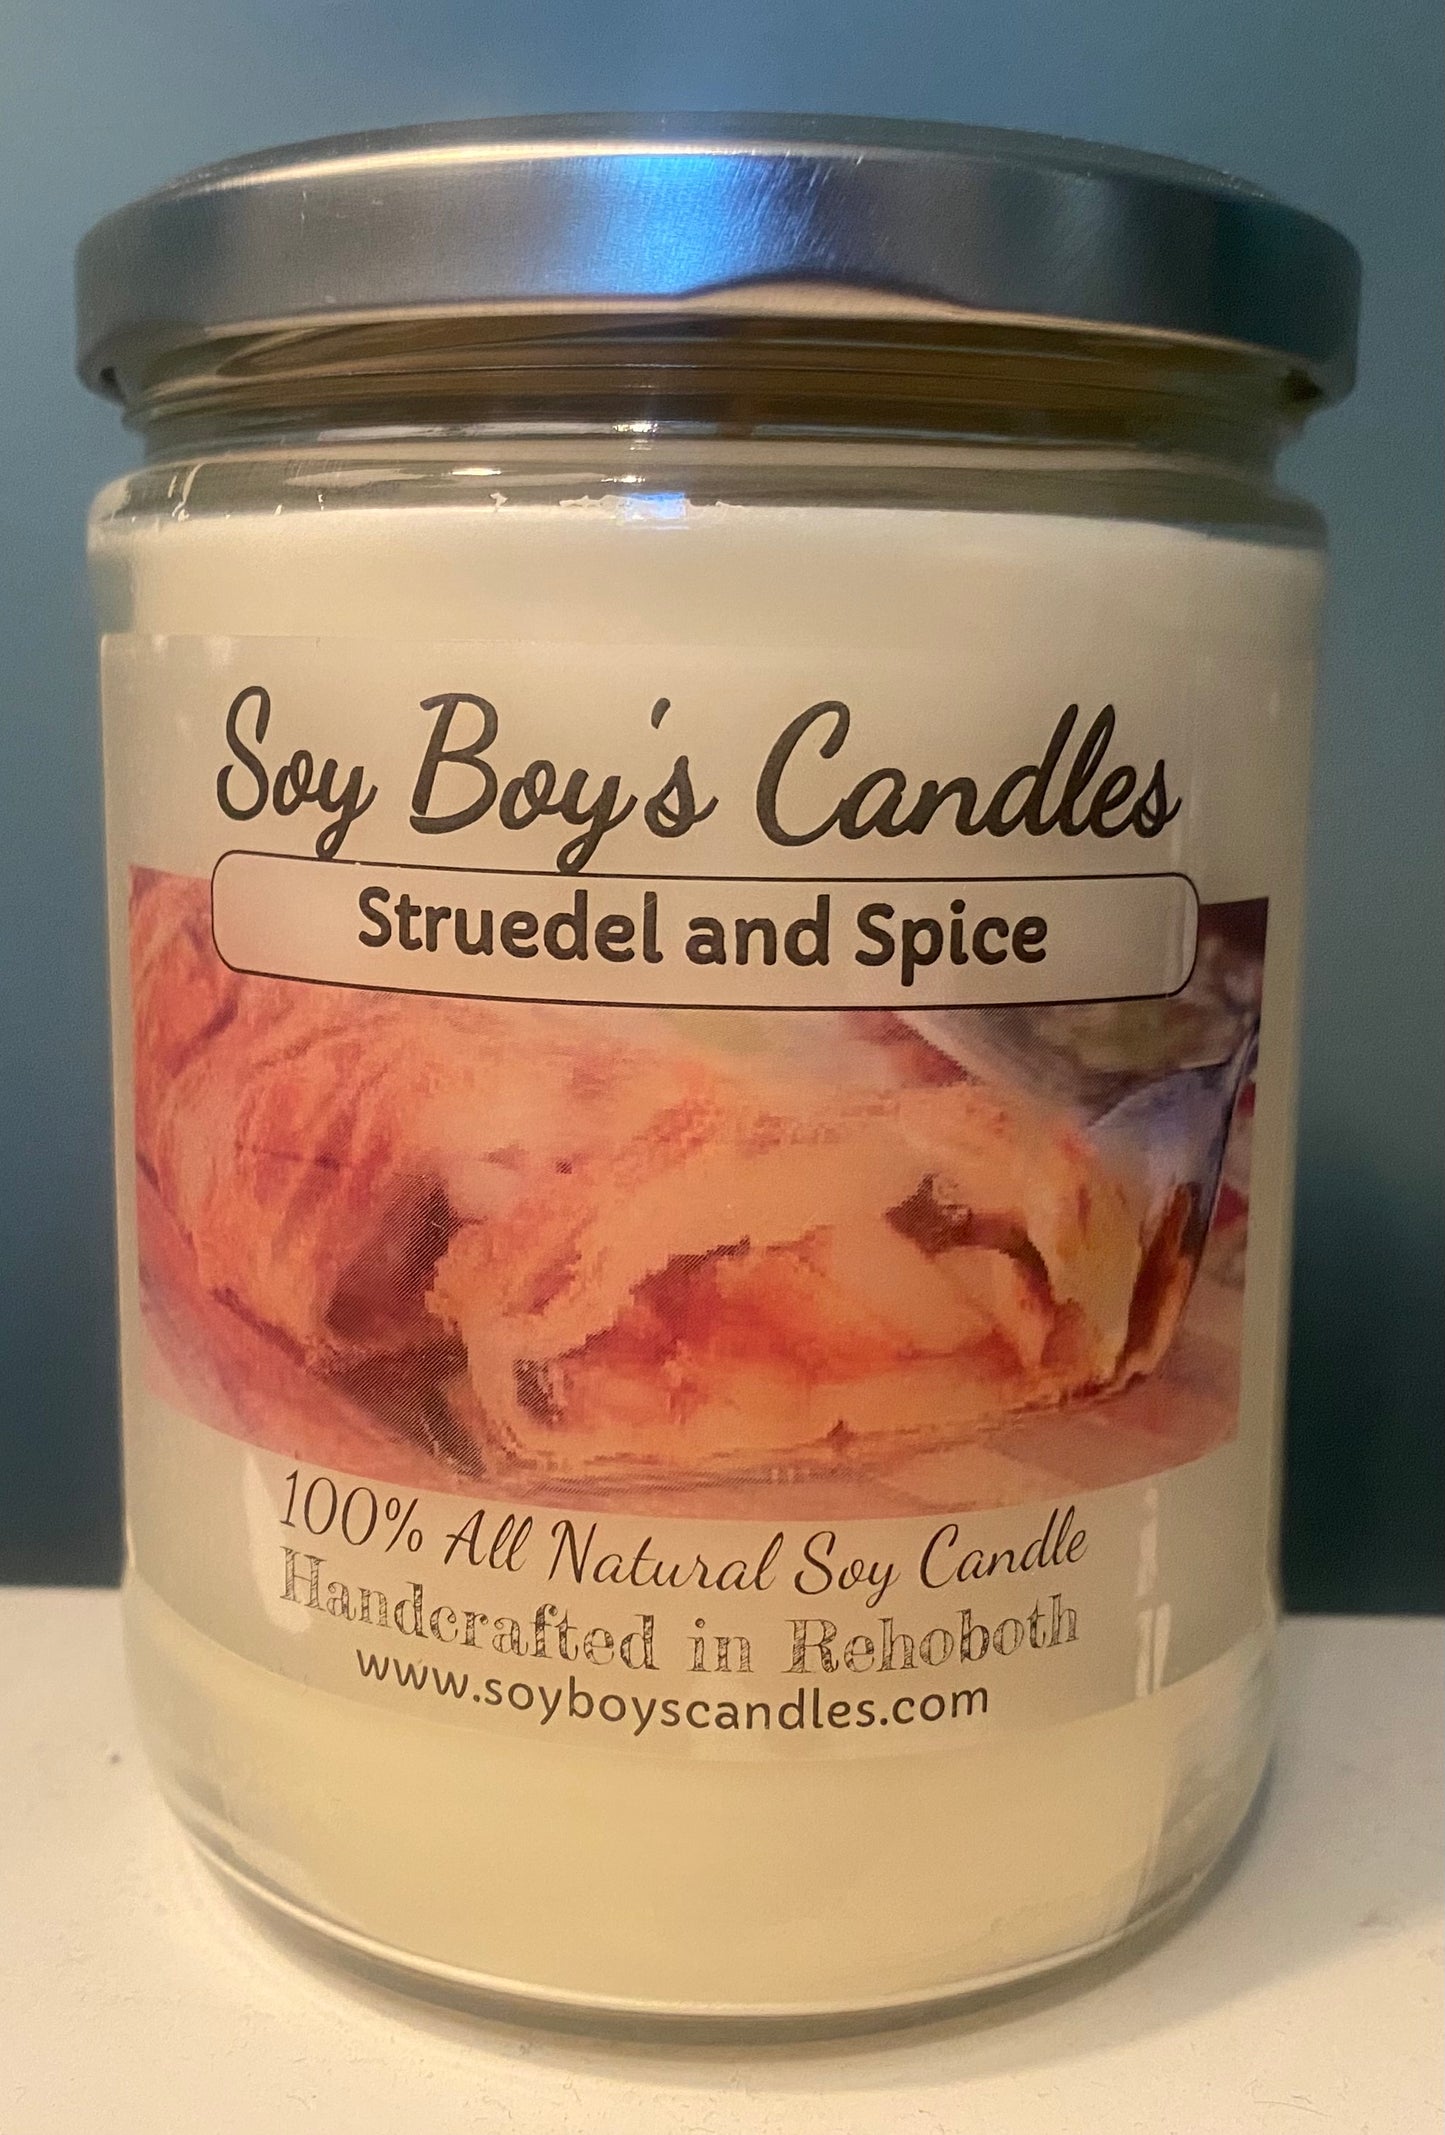 Soy Boy's Candles
Struedel and Spice
100% All Natural Soy Candle
Handcrafted in Rehoboth
www.soyboyscandles.com